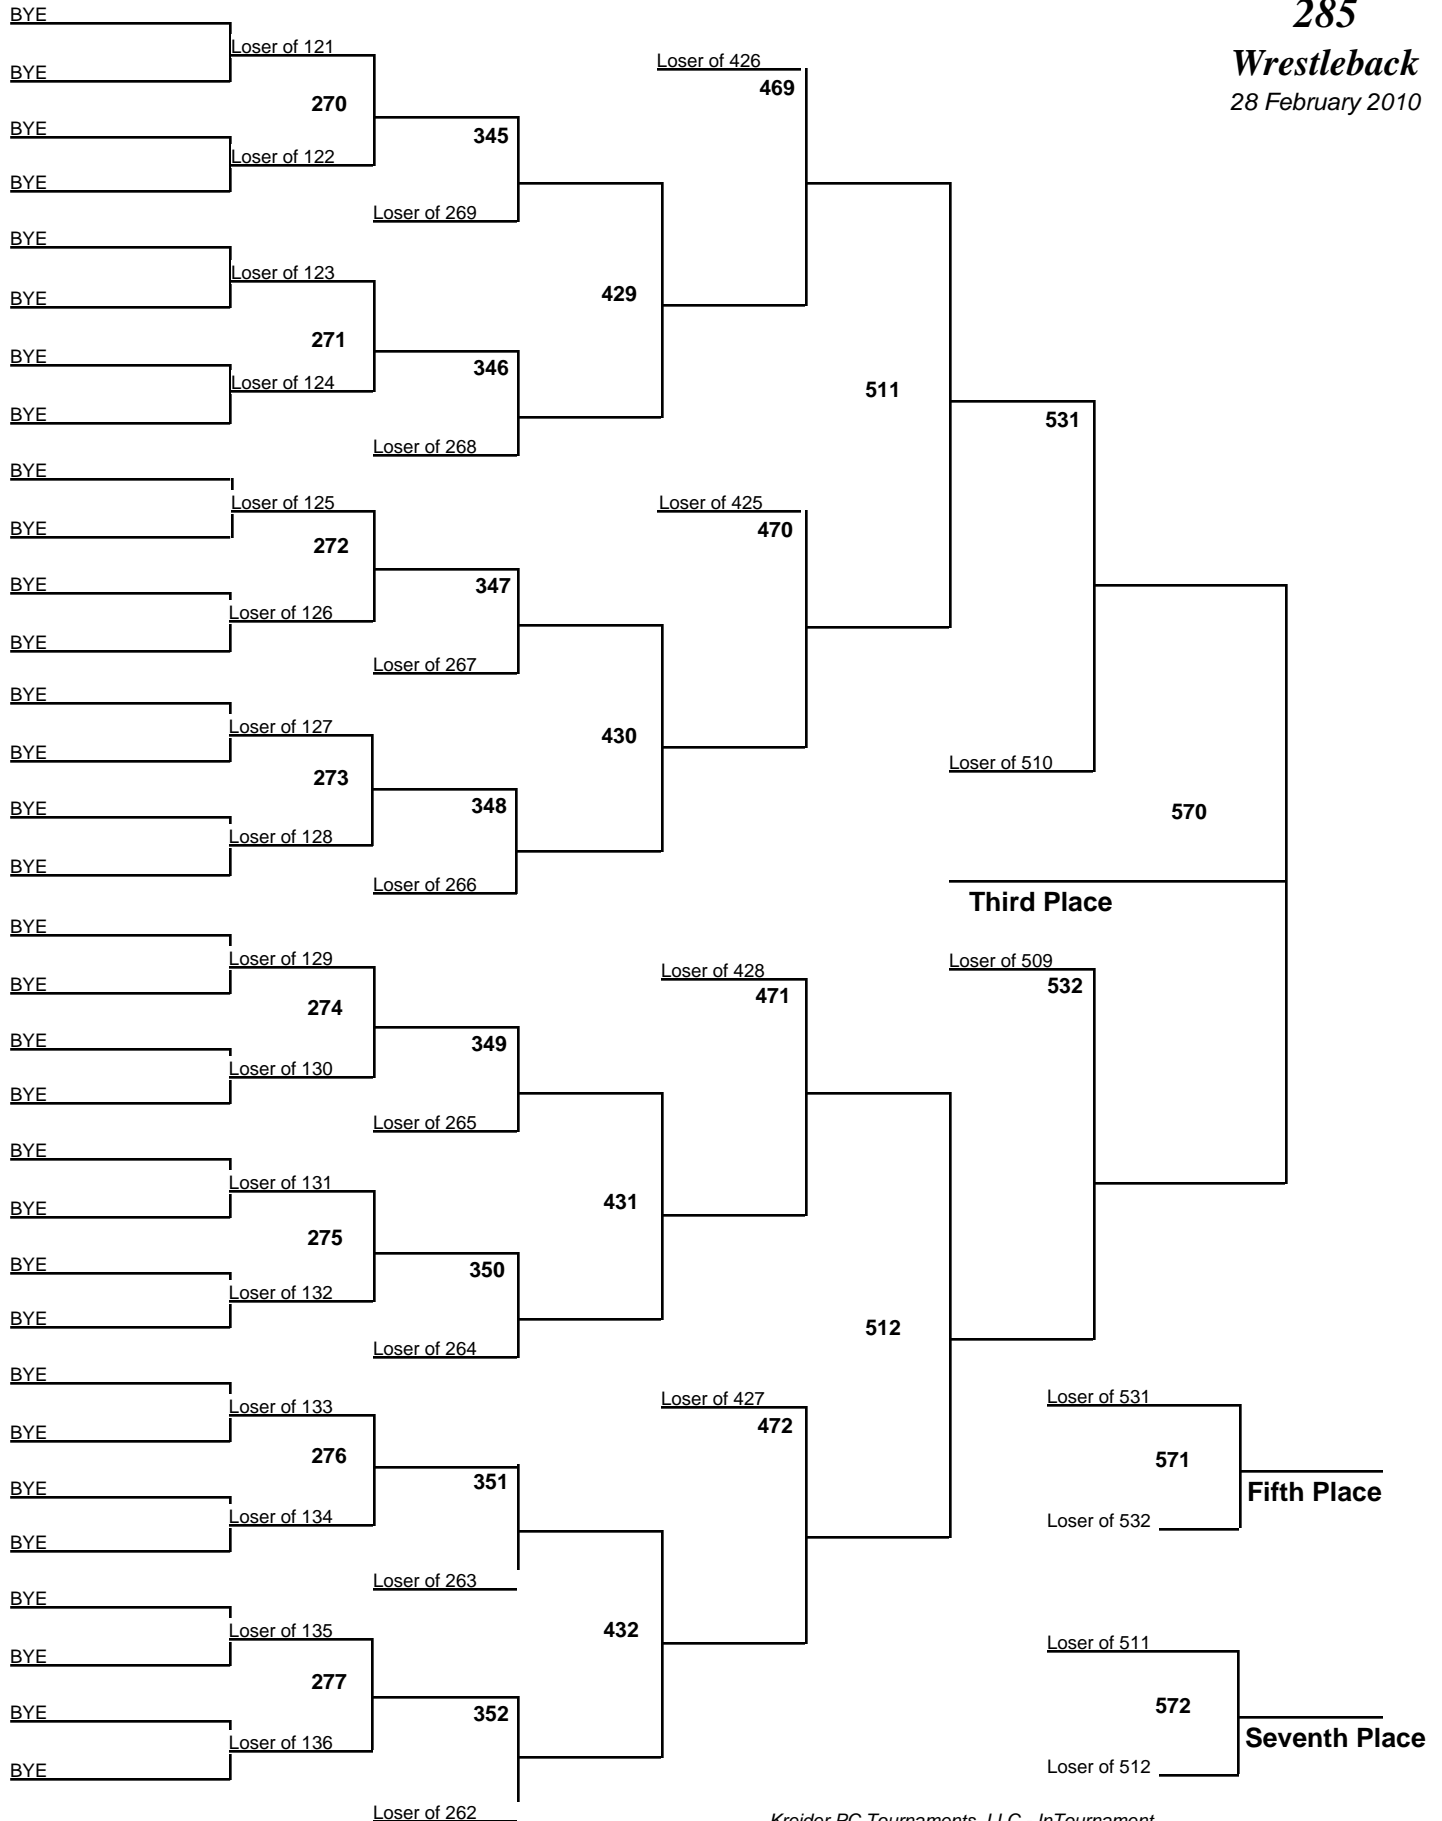 285
Wrestleback
28 February 2010
BYE
Loser of 121
BYE
270
BYE
Loser of 122
BYE
345
Loser of 269
BYE
Loser of 123
BYE
271
BYE
Loser of 124
BYE
346
Loser of 268
429
Loser of 426
469
BYE
Loser of 125
BYE
272
BYE
Loser of 126
BYE
347
Loser of 267
BYE
Loser of 127
BYE
273
BYE
Loser of 128
BYE
348
Loser of 266
430
Loser of 425
470
511
531
Loser of 510
570
Third Place
BYE
Loser of 129
BYE
274
BYE
Loser of 130
BYE
349
Loser of 265
BYE
Loser of 131
BYE
275
BYE
Loser of 132
BYE
350
Loser of 264
431
Loser of 428
471
Loser of 509
532
BYE
Loser of 133
BYE
276
BYE
Loser of 134
BYE
351
Loser of 263
BYE
Loser of 135
BYE
277
BYE
Loser of 136
BYE
352
Loser of 262
432
Loser of 427
472
512
Loser of 531
571
Fifth Place
Loser of 532
Loser of 511
572
Seventh Place
Loser of 512
Kreider PC Tournaments, LLC - InTournament